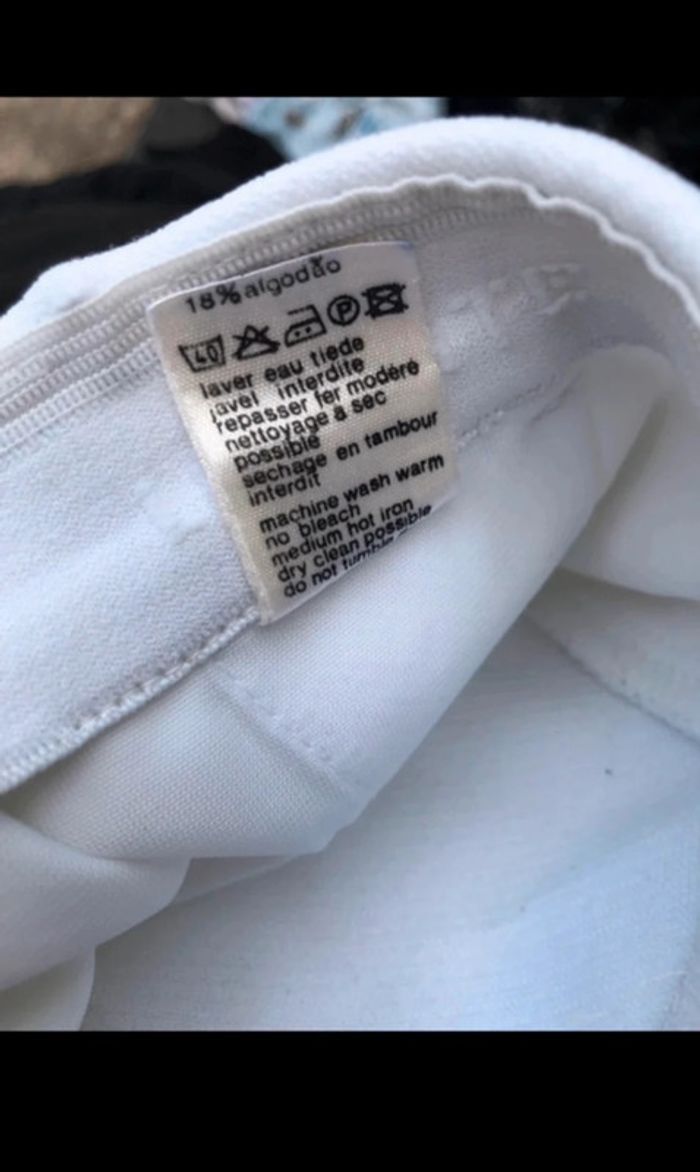 18% algodão
40 P
laver eau tiede
javel interdite
repasser fer modéré
nettoyage à sec
possible
sechage en tambour
interdit
machine wash warm
no bleach
medium hot iron
dry clean possible
do not tumble